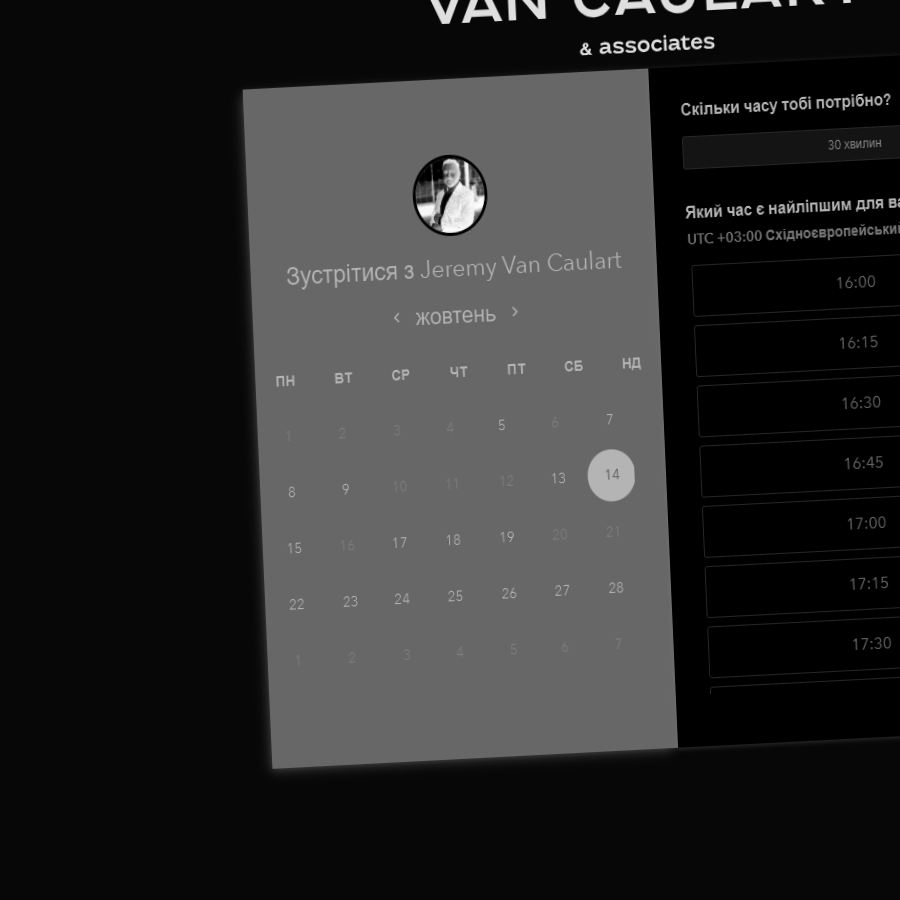 VAN CAULART
& associates
Зустрітися з Jeremy Van Caulart
‹ жовтень ›
ПН ВТ СР ЧТ ПТ СБ НД
1 2 3 4 5 6 7
8 9 10 11 12 13 14
15 16 17 18 19 20 21
22 23 24 25 26 27 28
1 2 3 4 5 6 7
Скільки часу тобі потрібно?
30 хвилин
Який час є найліпшим для
UTC +03:00
16:00
16:15
16:30
16:45
17:00
17:15
17:30